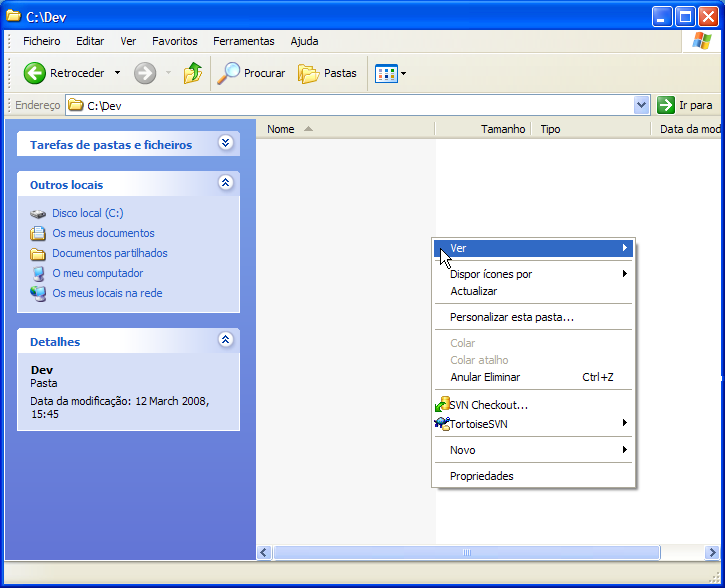 C:\Dev
Ficheiro Editar Ver Favoritos Ferramentas Ajuda
Retroceder Procurar Pastas
Endereço C:\Dev Ir para
Nome Tamanho Tipo Data da mod
Tarefas de pastas e ficheiros
Outros locais
Disco local (C:)
Os meus documentos
Documentos partilhados
O meu computador
Os meus locais na rede
Detalhes
Dev
Pasta
Data da modificação: 12 March 2008,
15:45
Ver
Dispor ícones por
Actualizar
Personalizar esta pasta...
Colar
Colar atalho
Anular Eliminar Ctrl+Z
SVN Checkout...
TortoiseSVN
Novo
Propriedades